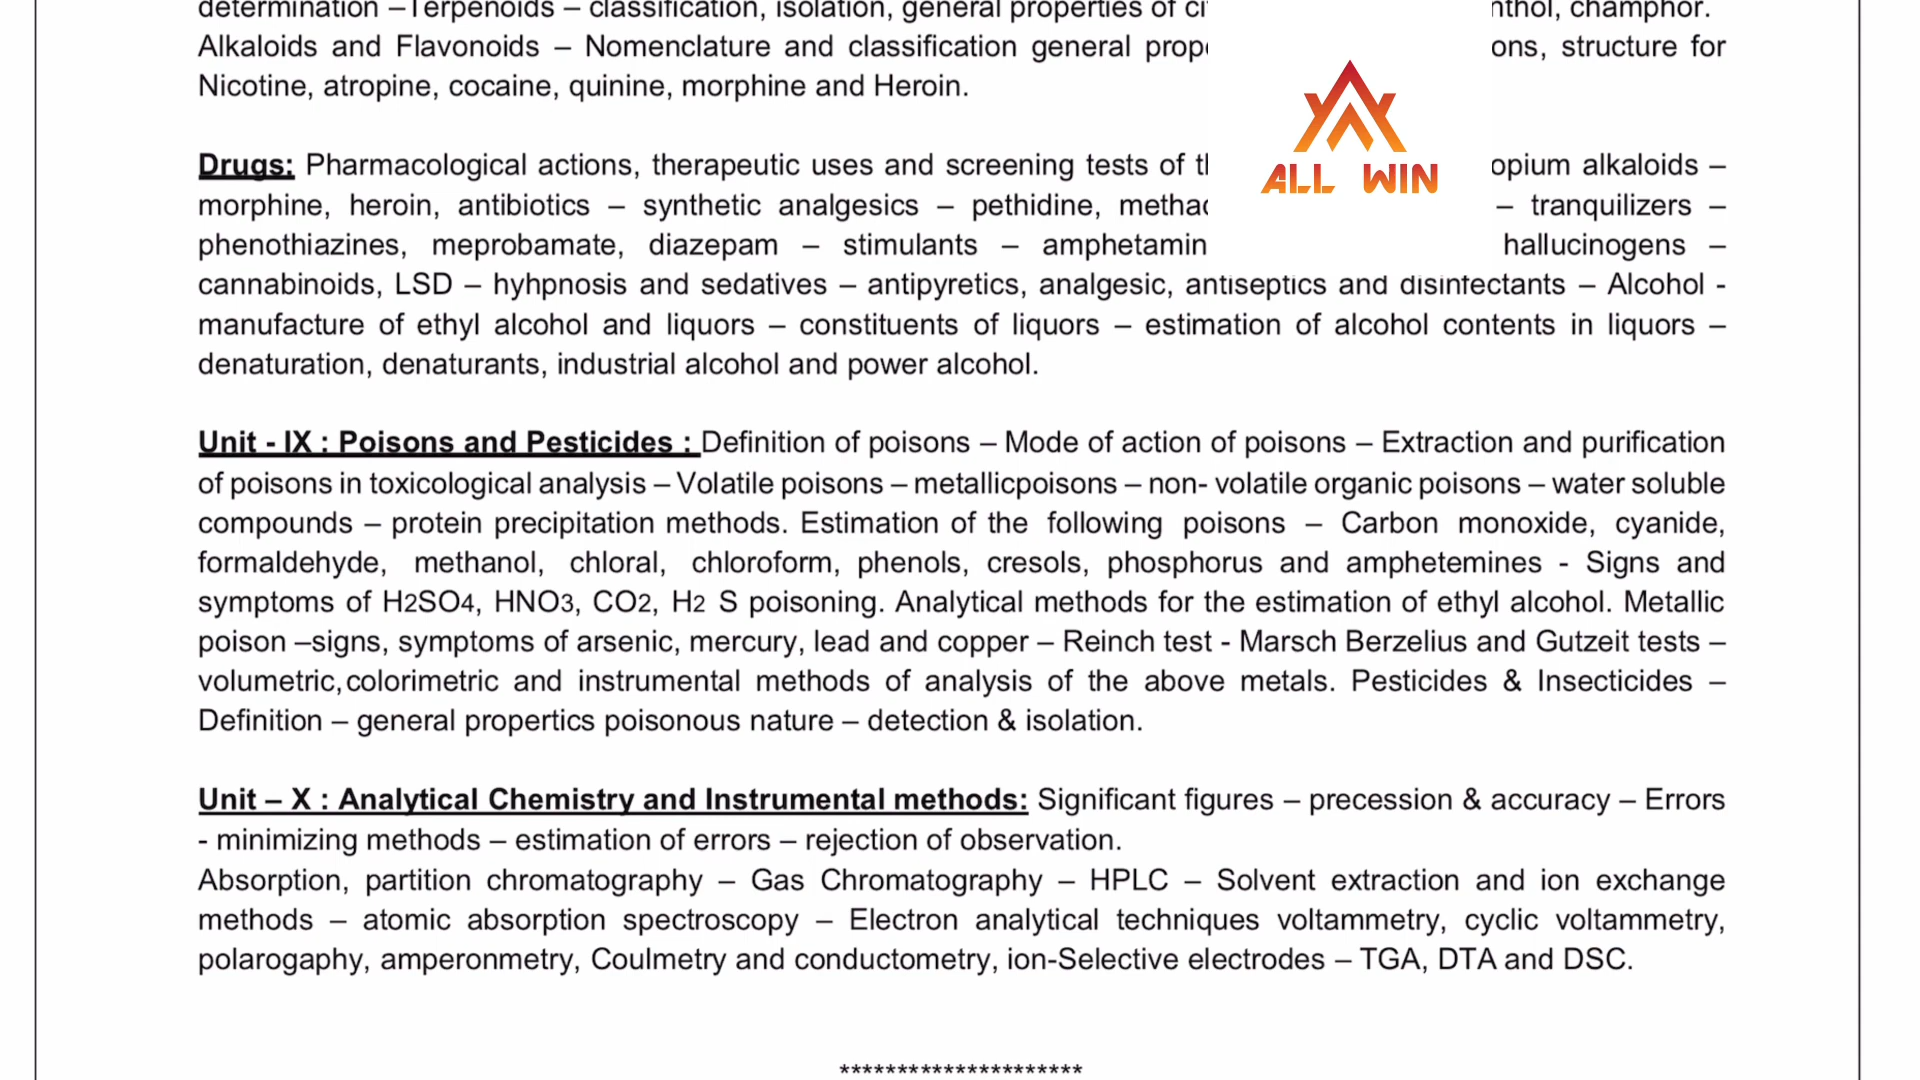 determination –Terpenoids – classification, isolation, general properties of nthol, champhor.
Alkaloids and Flavonoids – Nomenclature and classification general ons, structure for
Nicotine, atropine, cocaine, quinine, morphine and Heroin.
ALL WIN
Drugs: Pharmacological actions, therapeutic uses and screening tests of opium alkaloids –
morphine, heroin, antibiotics – synthetic analgesics – pethidine, – tranquilizers –
phenothiazines, meprobamate, diazepam – stimulants – amphetamin hallucinogens –
cannabinoids, LSD – hyhpnosis and sedatives – antipyretics, analgesic, antiseptics and disinfectants – Alcohol -
manufacture of ethyl alcohol and liquors – constituents of liquors – estimation of alcohol contents in liquors –
denaturation, denaturants, industrial alcohol and power alcohol.
Unit - IX : Poisons and Pesticides : Definition of poisons – Mode of action of poisons – Extraction and purification
of poisons in toxicological analysis – Volatile poisons – metallicpoisons – non- volatile organic poisons – water soluble
compounds – protein precipitation methods. Estimation of the following poisons – Carbon monoxide, cyanide,
formaldehyde, methanol, chloral, chloroform, phenols, cresols, phosphorus and amphetemines - Signs and
symptoms of H2SO4, HNO3, CO2, H2 S poisoning. Analytical methods for the estimation of ethyl alcohol. Metallic
poison –signs, symptoms of arsenic, mercury, lead and copper – Reinch test - Marsch Berzelius and Gutzeit tests –
volumetric,colorimetric and instrumental methods of analysis of the above metals. Pesticides & Insecticides –
Definition – general propertics poisonous nature – detection & isolation.
Unit – X : Analytical Chemistry and Instrumental methods: Significant figures – precession & accuracy – Errors
- minimizing methods – estimation of errors – rejection of observation.
Absorption, partition chromatography – Gas Chromatography – HPLC – Solvent extraction and ion exchange
methods – atomic absorption spectroscopy – Electron analytical techniques voltammetry, cyclic voltammetry,
polarogaphy, amperonmetry, Coulmetry and conductometry, ion-Selective electrodes – TGA, DTA and DSC.
*********************